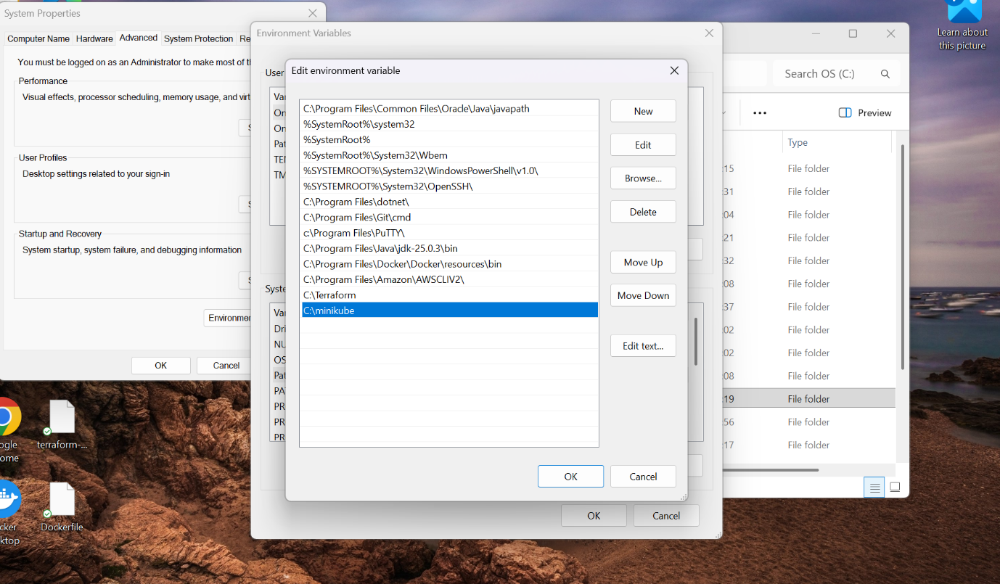 System Properties
Computer Name Hardware Advanced System Protection Re
You must be logged on as an Administrator to make most of th
Performance
Visual effects, processor scheduling, memory usage, and virt
User Profiles
Desktop settings related to your sign-in
Startup and Recovery
System startup, system failure, and debugging information
Environmen
OK Cancel
Environment Variables
User
Va
On
On
Pat
TE
TM
Syste
Va
Dri
NU
OS
Pat
PA
PR
PR
PR
OK Cancel
Edit environment variable
C:\Program Files\Common Files\Oracle\Java\javapath
%SystemRoot%\system32
%SystemRoot%
%SystemRoot%\System32\Wbem
%SYSTEMROOT%\System32\WindowsPowerShell\v1.0\
%SYSTEMROOT%\System32\OpenSSH\
C:\Program Files\dotnet\
C:\Program Files\Git\cmd
c:\Program Files\PuTTY\
C:\Program Files\Java\jdk-25.0.3\bin
C:\Program Files\Docker\Docker\resources\bin
C:\Program Files\Amazon\AWSCLIV2\
C:\Terraform
C:\minikube
New
Edit
Browse...
Delete
Move Up
Move Down
Edit text...
OK Cancel
Search OS (C:)
Preview
Type
:15 File folder
:31 File folder
:04 File folder
:21 File folder
:32 File folder
:08 File folder
:37 File folder
:02 File folder
:02 File folder
:08 File folder
:19 File folder
:56 File folder
:17 File folder
Learn about
this picture
ogle
ome
terraform-...
cker
ktop
Dockerfile